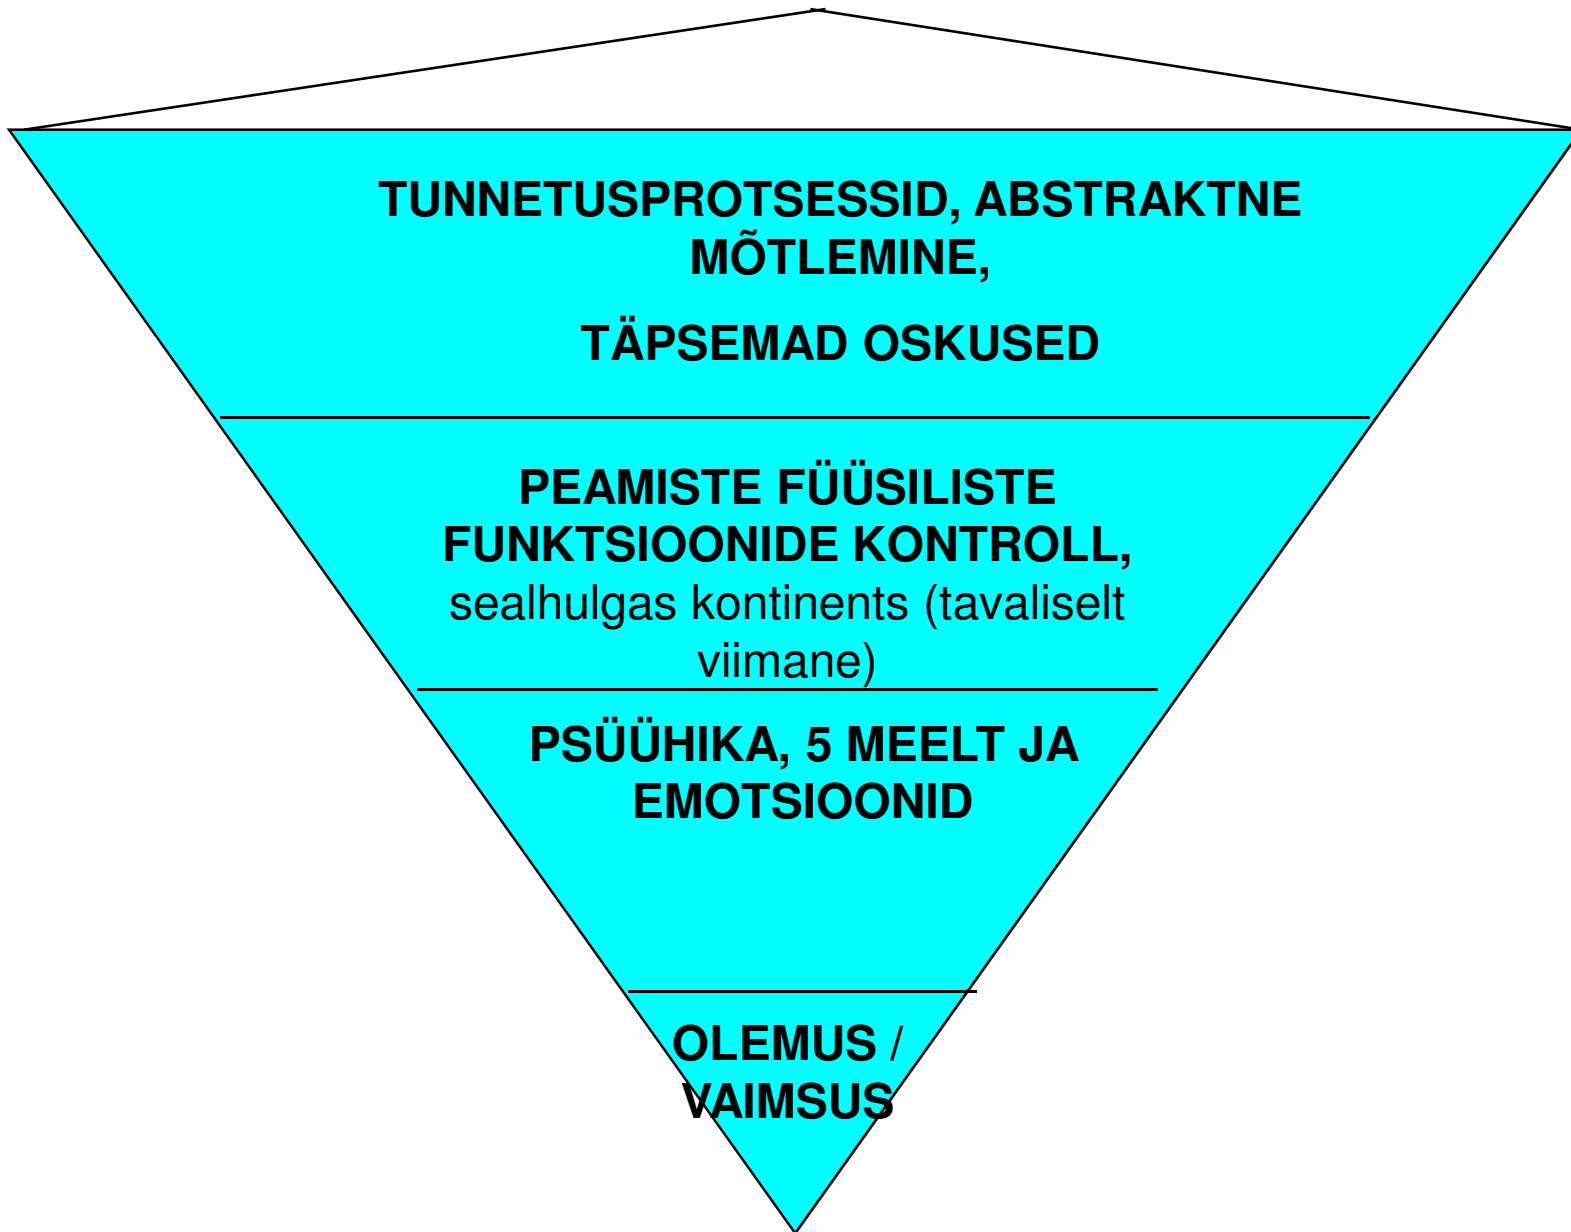 TUNNETUSPROTSESSID, ABSTRAKTNE
MÕTLEMINE,
TÄPSEMAD OSKUSED
PEAMISTE FÜÜSILISTE
FUNKTSIOONIDE KONTROLL,
sealhulgas kontinents (tavaliselt
viimane)
PSÜÜHIKA, 5 MEELT JA
EMOTSIOONID
OLEMUS /
VAIMSUS